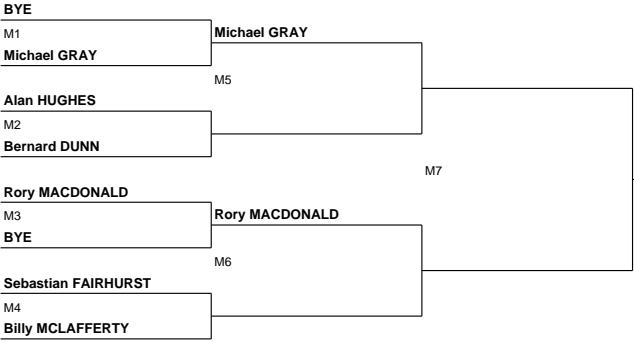 BYE
M1
Michael GRAY
Michael GRAY
M5
Alan HUGHES
M2
Bernard DUNN
M7
Rory MACDONALD
M3
BYE
Rory MACDONALD
M6
Sebastian FAIRHURST
M4
Billy MCLAFFERTY